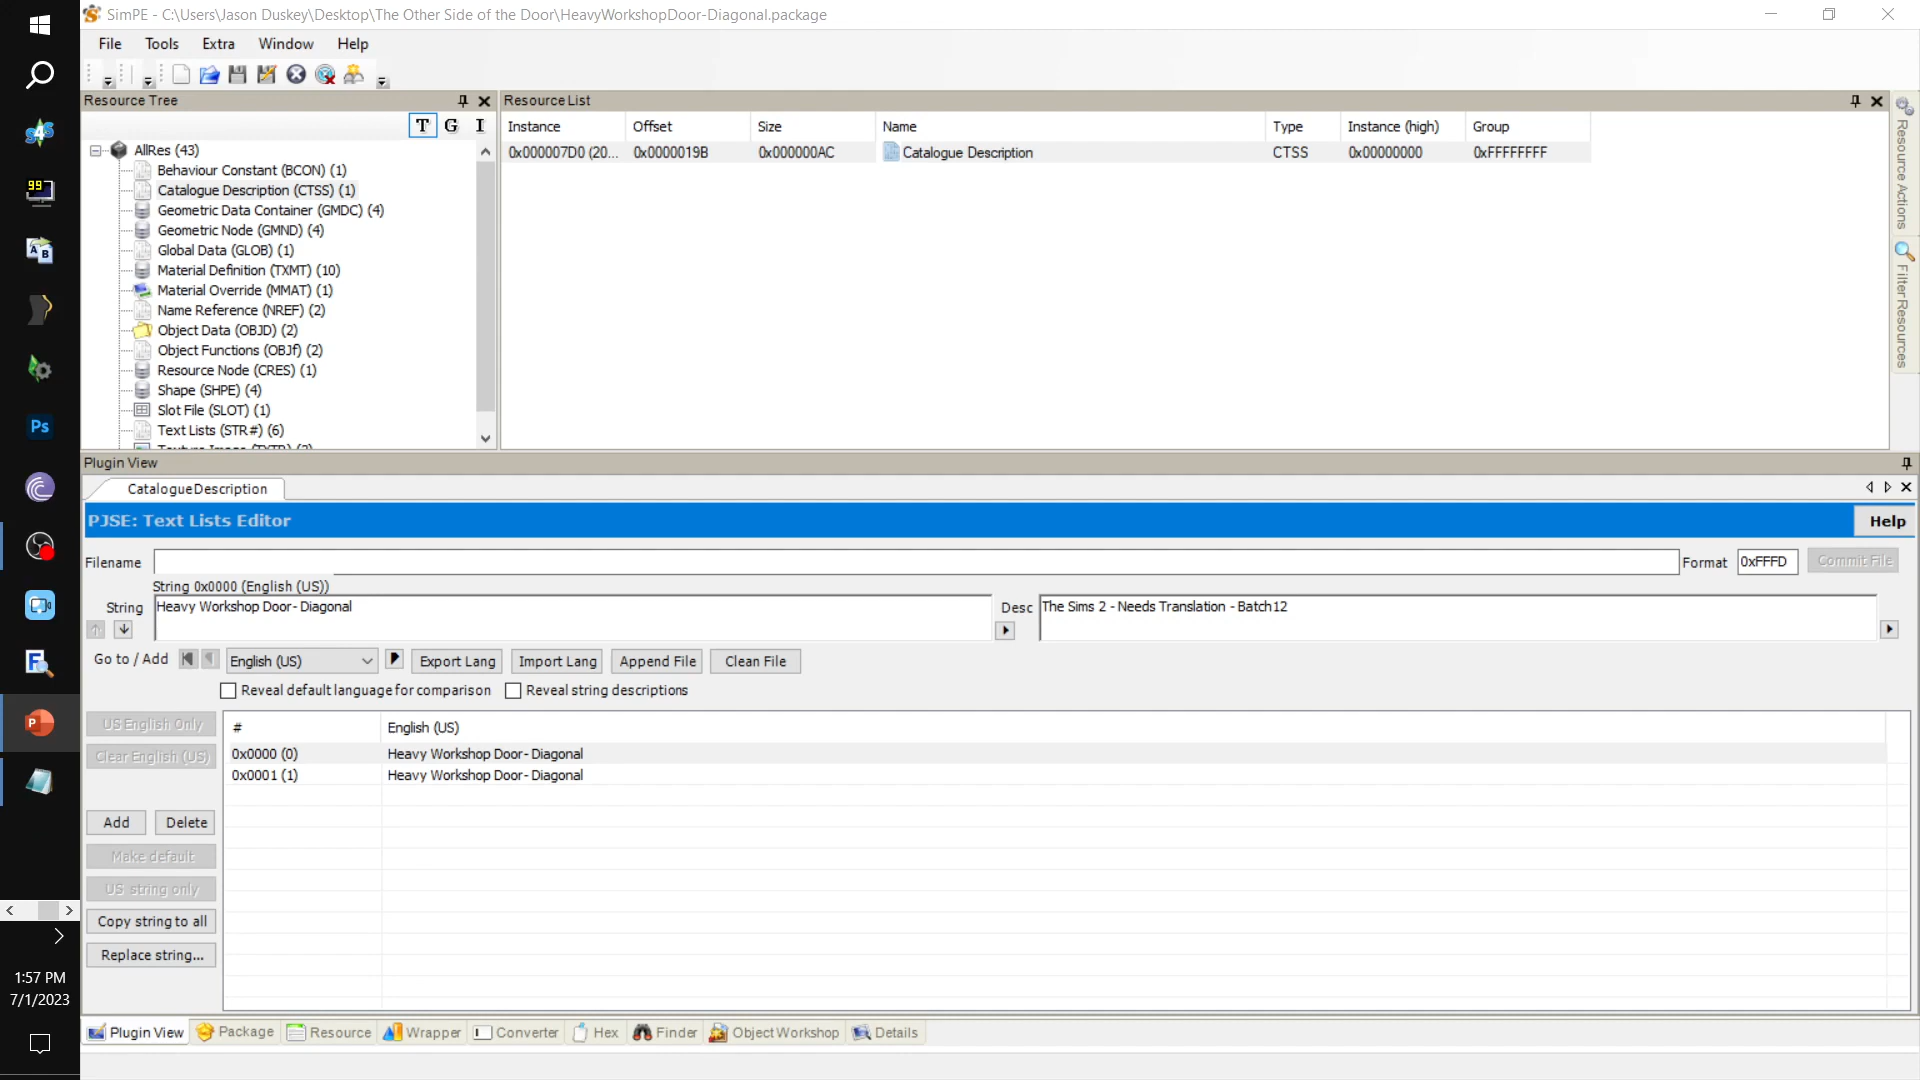 SimPE - C:\Users\Jason Duskey\Desktop\The Other Side of the Door\HeavyWorkshopDoor-Diagonal.package
File Tools Extra Window Help
Resource Tree
T G I
AllRes (43)
Behaviour Constant (BCON) (1)
Catalogue Description (CTSS) (1)
Geometric Data Container (GMDC) (4)
Geometric Node (GMND) (4)
Global Data (GLOB) (1)
Material Definition (TXMT) (10)
Material Override (MMAT) (1)
Name Reference (NREF) (2)
Object Data (OBJD) (2)
Object Functions (OBJf) (2)
Resource Node (CRES) (1)
Shape (SHPE) (4)
Slot File (SLOT) (1)
Text Lists (STR#) (6)
Resource List
Instance Offset Size Name Type Instance (high) Group
0x000007D0 (20... 0x0000019B 0x000000AC Catalogue Description CTSS 0x00000000 0xFFFFFFFF
Resource Actions
Filter Resources
Plugin View
CatalogueDescription
PJSE: Text Lists Editor
Help
Filename
Format 0xFFFD Commit File
String 0x0000 (English (US))
String Heavy Workshop Door- Diagonal
Desc The Sims 2 - Needs Translation - Batch12
Go to / Add English (US) Export Lang Import Lang Append File Clean File
Reveal default language for comparison Reveal string descriptions
US English Only
Clear English (US)
Add Delete
Make default
US string only
Copy string to all
Replace string...
# English (US)
0x0000 (0) Heavy Workshop Door- Diagonal
0x0001 (1) Heavy Workshop Door- Diagonal
Plugin View Package Resource Wrapper Converter Hex Finder Object Workshop Details
S4S
99
A B
Ps
F
P
1:57 PM
7/1/2023